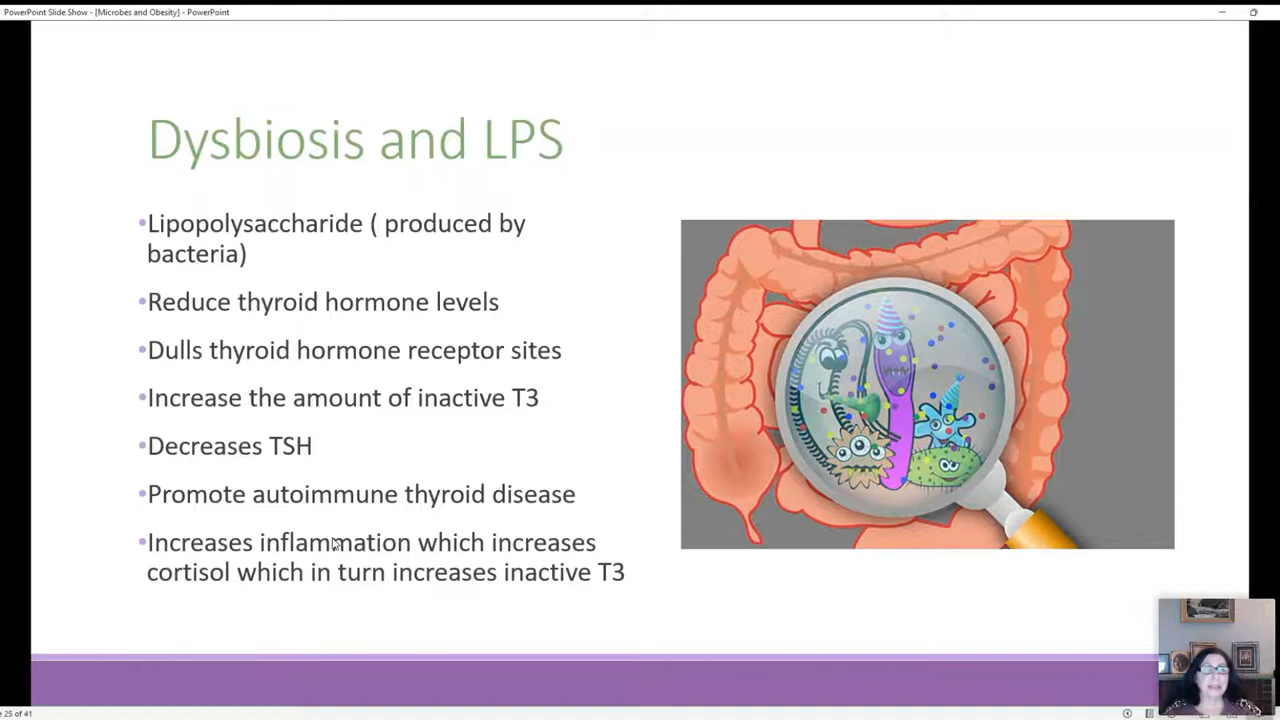 PowerPoint Slide Show - [Microbes and Obesity] - PowerPoint
Dysbiosis and LPS
•Lipopolysaccharide ( produced by
bacteria)
•Reduce thyroid hormone levels
•Dulls thyroid hormone receptor sites
•Increase the amount of inactive T3
•Decreases TSH
•Promote autoimmune thyroid disease
•Increases inflammation which increases
cortisol which in turn increases inactive T3
e 25 of 41